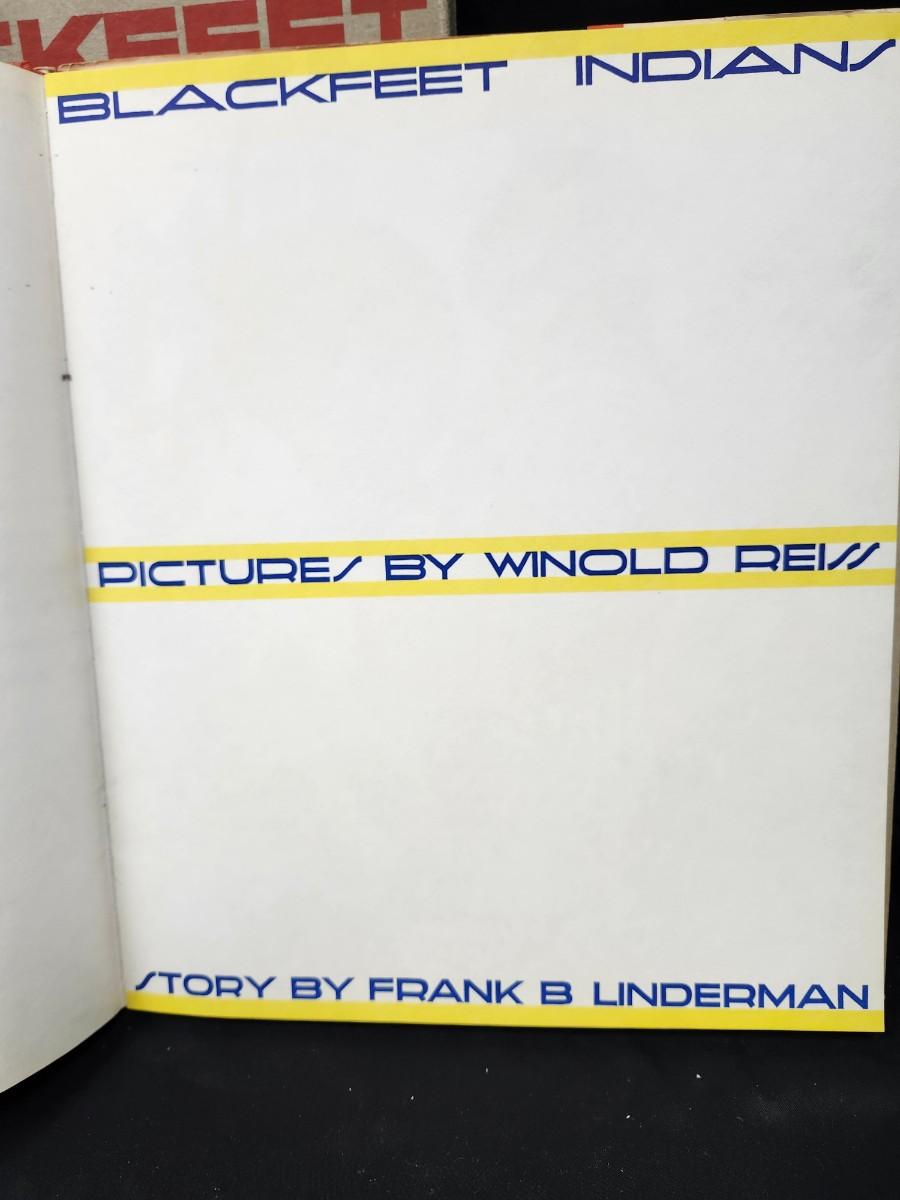 BLACKFEET INDIANS
PICTURES BY WINOLD REISS
STORY BY FRANK B LINDERMAN